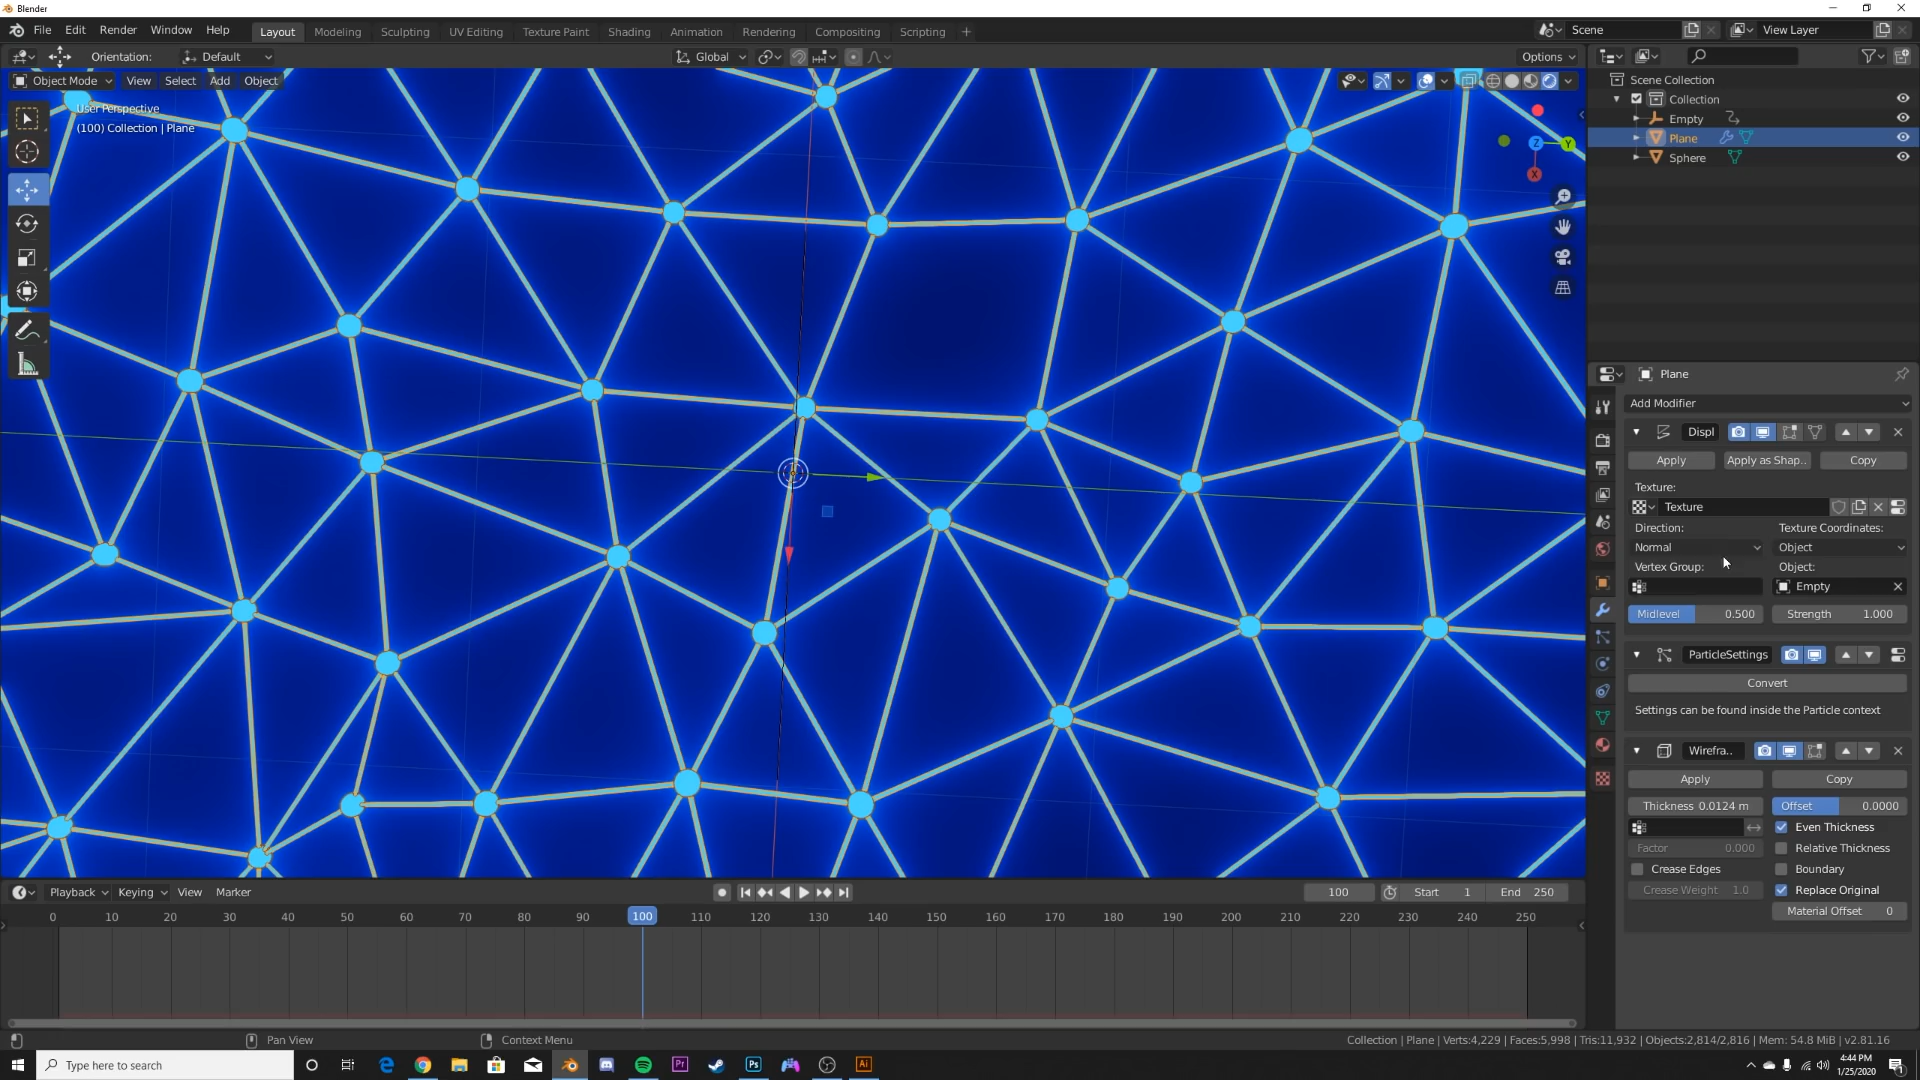 Blender
File Edit Render Window Help Layout Modeling Sculpting UV Editing Texture Paint Shading Animation Rendering Compositing Scripting + Scene View Layer
Orientation: Default Global Options
Object Mode View Select Add Object
User Perspective
(100) Collection | Plane
Z Y X
Scene Collection
Collection
Empty
Plane
Sphere
Plane
Add Modifier
Displ
Apply Apply as Shap.. Copy
Texture:
Texture
Direction: Texture Coordinates:
Normal Object
Vertex Group: Object:
Empty
Midlevel 0.500 Strength 1.000
ParticleSettings
Convert
Settings can be found inside the Particle context
Wirefra..
Apply Copy
Thickness 0.0124 m Offset 0.0000
Even Thickness
Factor 0.000 Relative Thickness
Crease Edges Boundary
Crease Weight 1.0 Replace Original
Material Offset 0
Playback Keying View Marker 100 Start 1 End 250
0 10 20 30 40 50 60 70 80 90 100 110 120 130 140 150 160 170 180 190 200 210 220 230 240 250
Pan View Context Menu Collection | Plane | Verts:4,229 | Faces:5,998 | Tris:11,932 | Objects:2,814/2,816 | Mem: 54.8 MiB | v2.81.16
Type here to search Pr Ps Ai 4:44 PM
1/25/2020